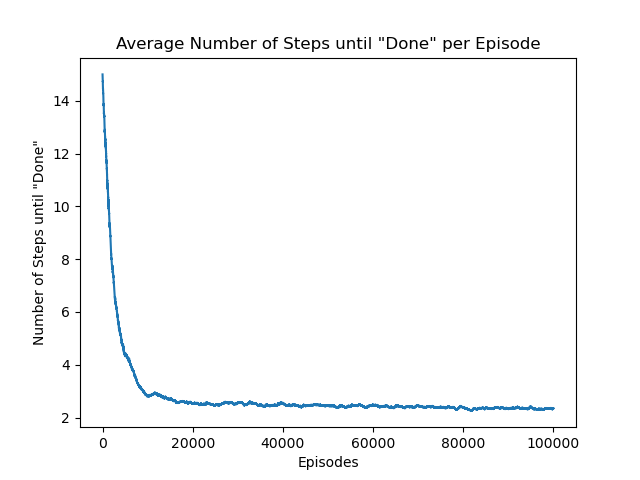 Average Number of Steps until "Done" per Episode
Number of Steps until "Done"
14
12
10
8
6
4
2
0 20000 40000 60000 80000 100000
Episodes